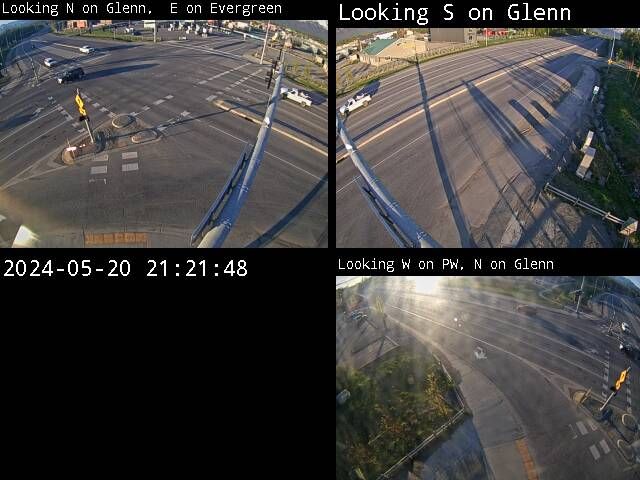 Looking N on Glenn, E on Evergreen
Looking S on Glenn
2024-05-20 21:21:48
Looking W on PW, N on Glenn